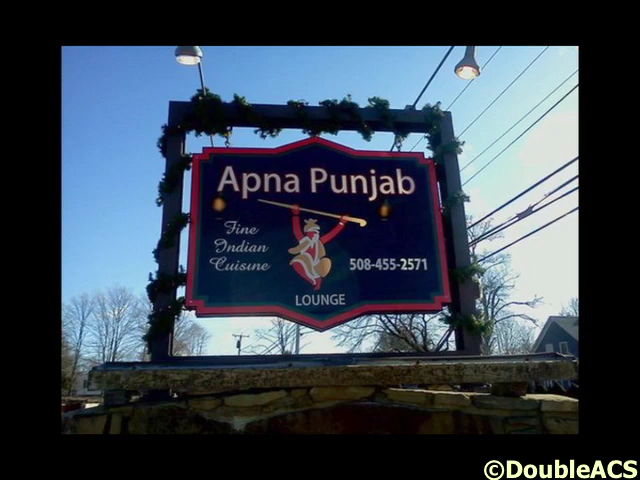 Apna Punjab
Fine
Indian
Cuisine
508-455-2571
LOUNGE
©DoubleACS